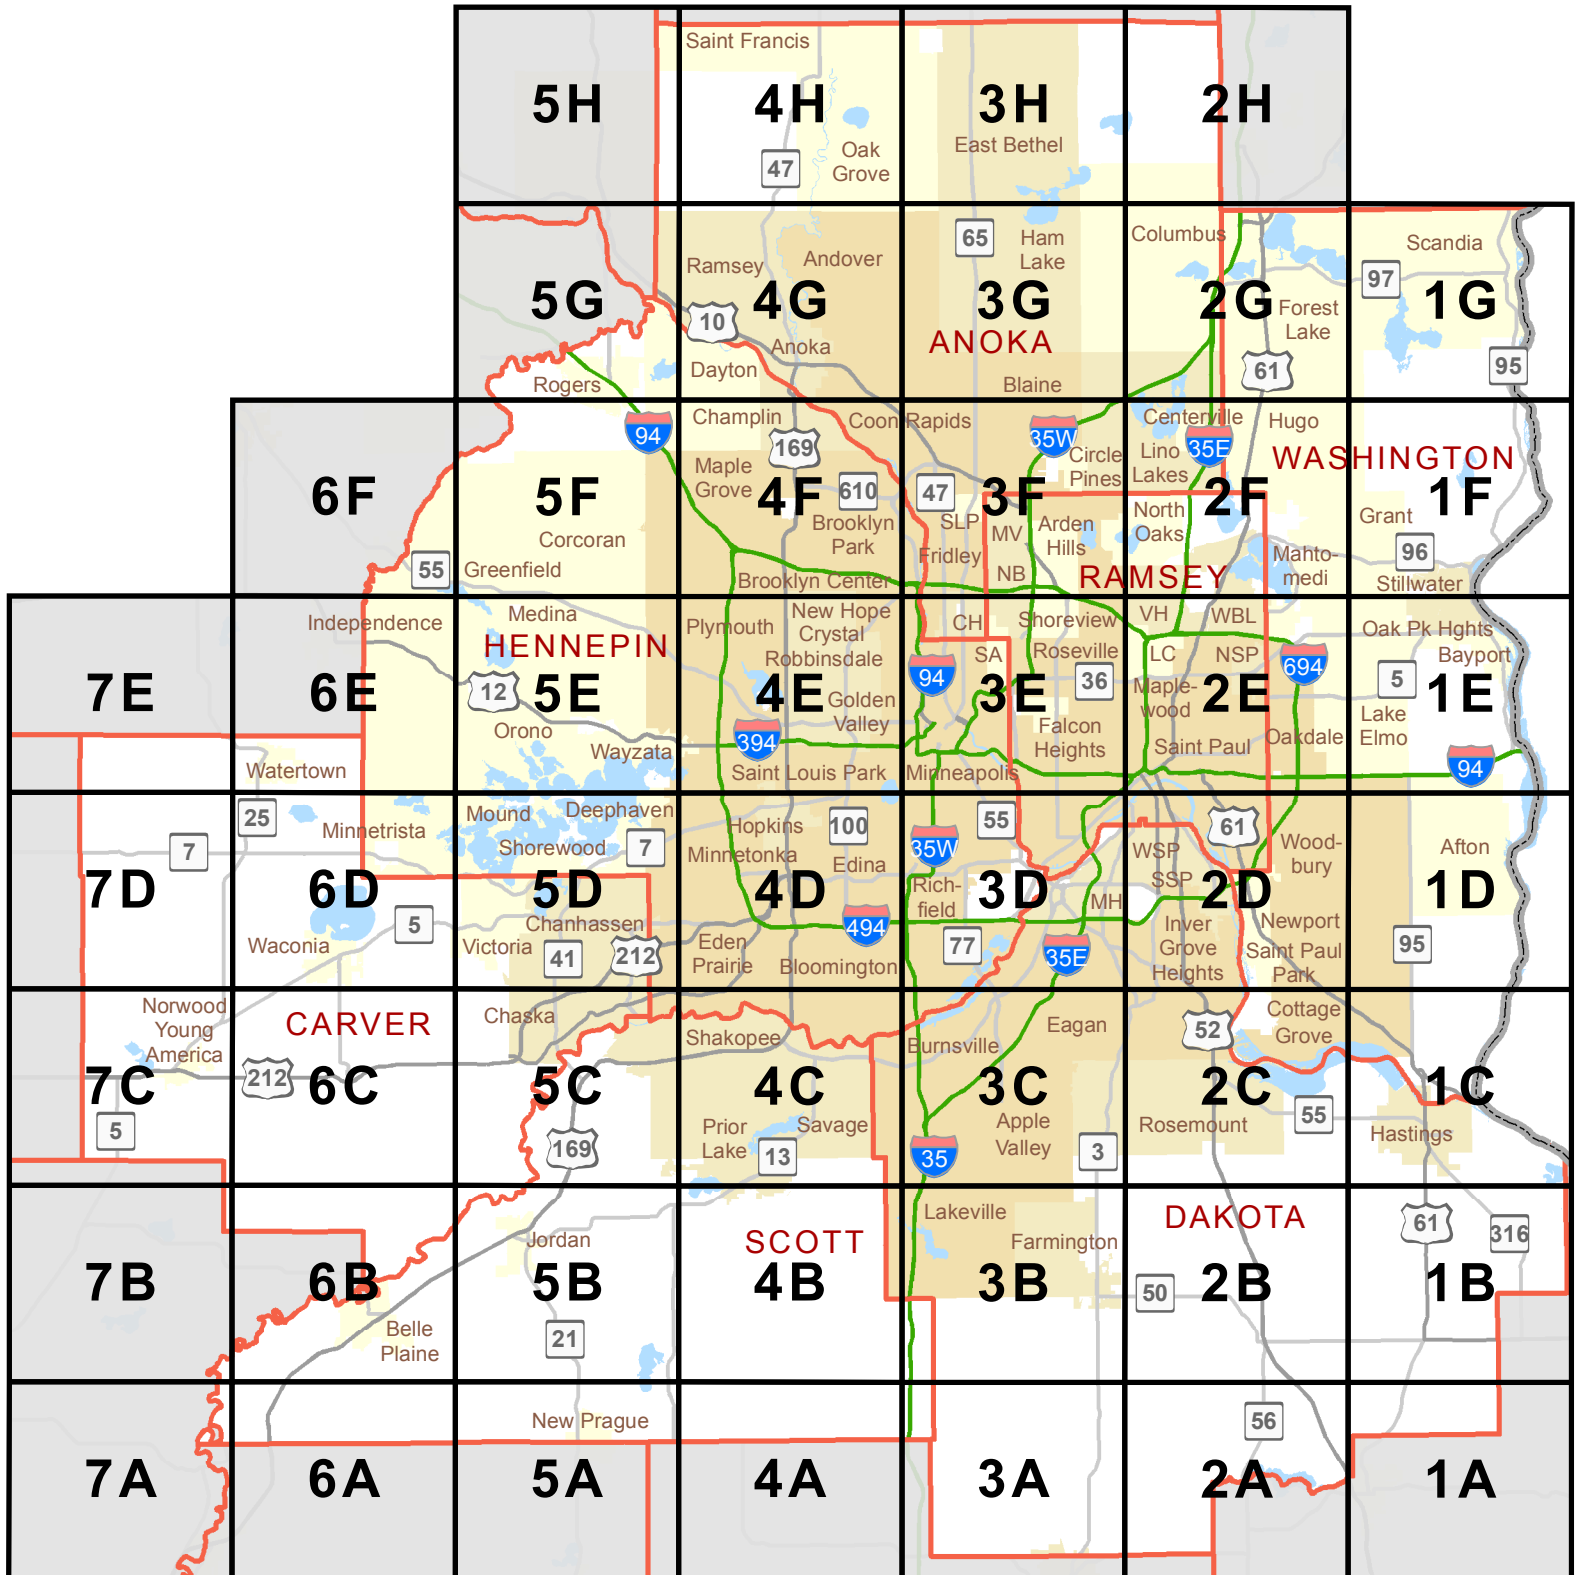 Saint Francis
5H
4H
3H
2H
47
Oak
Grove
East Bethel
65
Ham
Lake
Columbus
Scandia
Ramsey
Andover
97
5G
4G
3G
2G
1G
10
Forest
Lake
ANOKA
Anoka
Dayton
61
95
Rogers
Blaine
Champlin
Coon Rapids
Centerville
Hugo
94
169
35W
35E
Circle
Pines
Lino
Lakes
WASHINGTON
Maple
Grove
610
47
6F
5F
4F
3F
2F
1F
Brooklyn
Park
SLP
MV
Arden
Hills
North
Oaks
Grant
Corcoran
Fridley
96
Mahto-
medi
55
Greenfield
NB
RAMSEY
Brooklyn Center
Stillwater
Independence
Medina
New Hope
Crystal
Plymouth
CH
Shoreview
VH
WBL
Oak Pk Hghts
HENNEPIN
Robbinsdale
SA
Roseville
LC
NSP
694
Bayport
94
36
5
12
7E
6E
5E
4E
3E
2E
1E
Golden
Valley
Maple-
wood
Lake
Elmo
Orono
Falcon
Heights
394
Wayzata
Saint Paul
Oakdale
Watertown
Saint Louis Park
Minneapolis
94
25
Mound
Deephaven
Minnetrista
Hopkins
100
55
61
7
Shorewood
7
Minnetonka
Edina
35W
WSP
Wood-
bury
Afton
7D
6D
5D
4D
3D
2D
1D
Rich-
field
SSP
MH
5
Chanhassen
Waconia
Victoria
41
212
494
Eden
Prairie
Bloomington
77
35E
Inver
Grove
Heights
Newport
Saint Paul
Park
95
Norwood
Young
America
CARVER
Chaska
Shakopee
Burnsville
Eagan
52
Cottage
Grove
212
7C
6C
5C
4C
3C
2C
1C
5
169
Prior
Lake
Savage
13
35
Apple
Valley
3
Rosemount
55
Hastings
Lakeville
DAKOTA
61
316
Jordan
SCOTT
Farmington
7B
6B
5B
4B
3B
2B
1B
50
Belle
Plaine
21
New Prague
56
7A
6A
5A
4A
3A
2A
1A